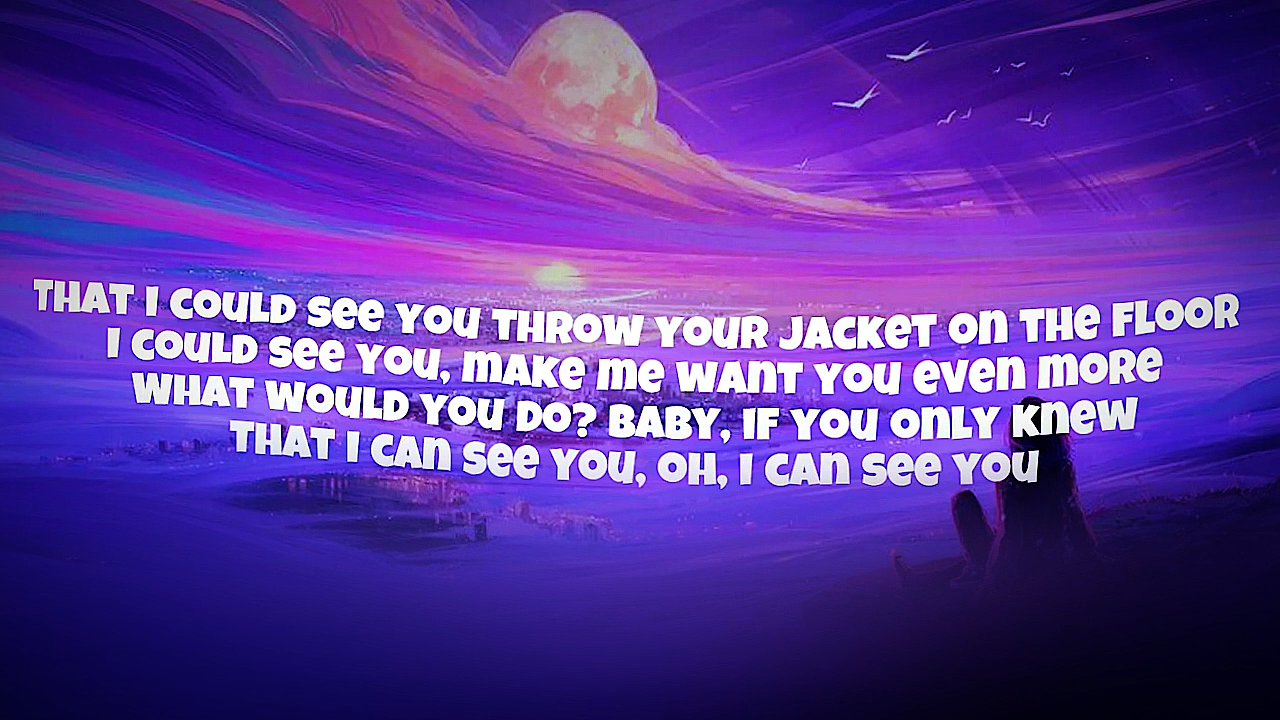 THAT I COULD SEE YOU THROW YOUR JACKET ON THE FLOOR
I COULD SEE YOU, MAKE ME WANT YOU EVEN MORE
WHAT WOULD YOU DO? BABY, IF YOU ONLY KNEW
THAT I CAN SEE YOU, OH, I CAN SEE YOU